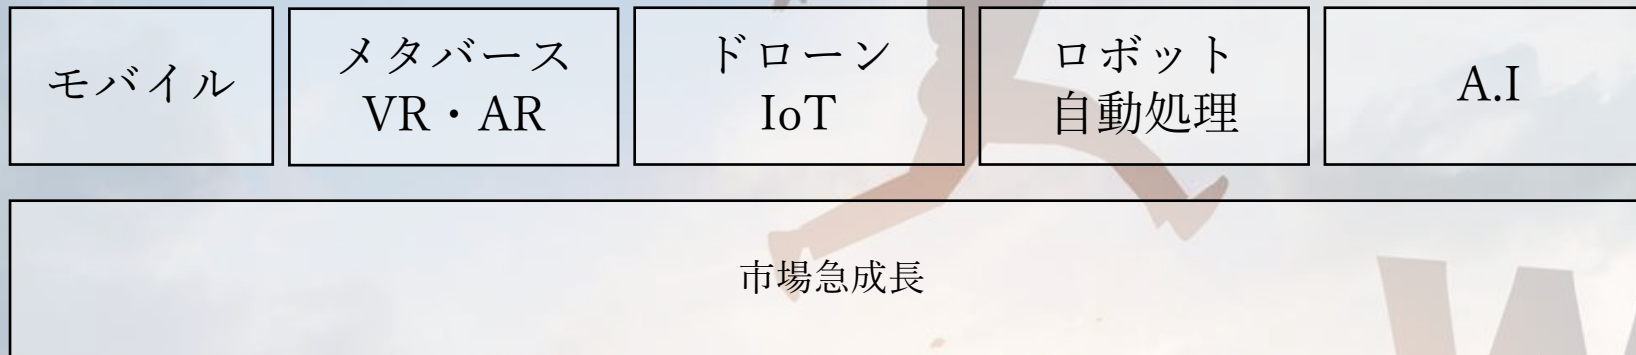 モバイル
メタバース
VR・AR
ドローン
IoT
ロボット
自動処理
A.I
市場急成長
W